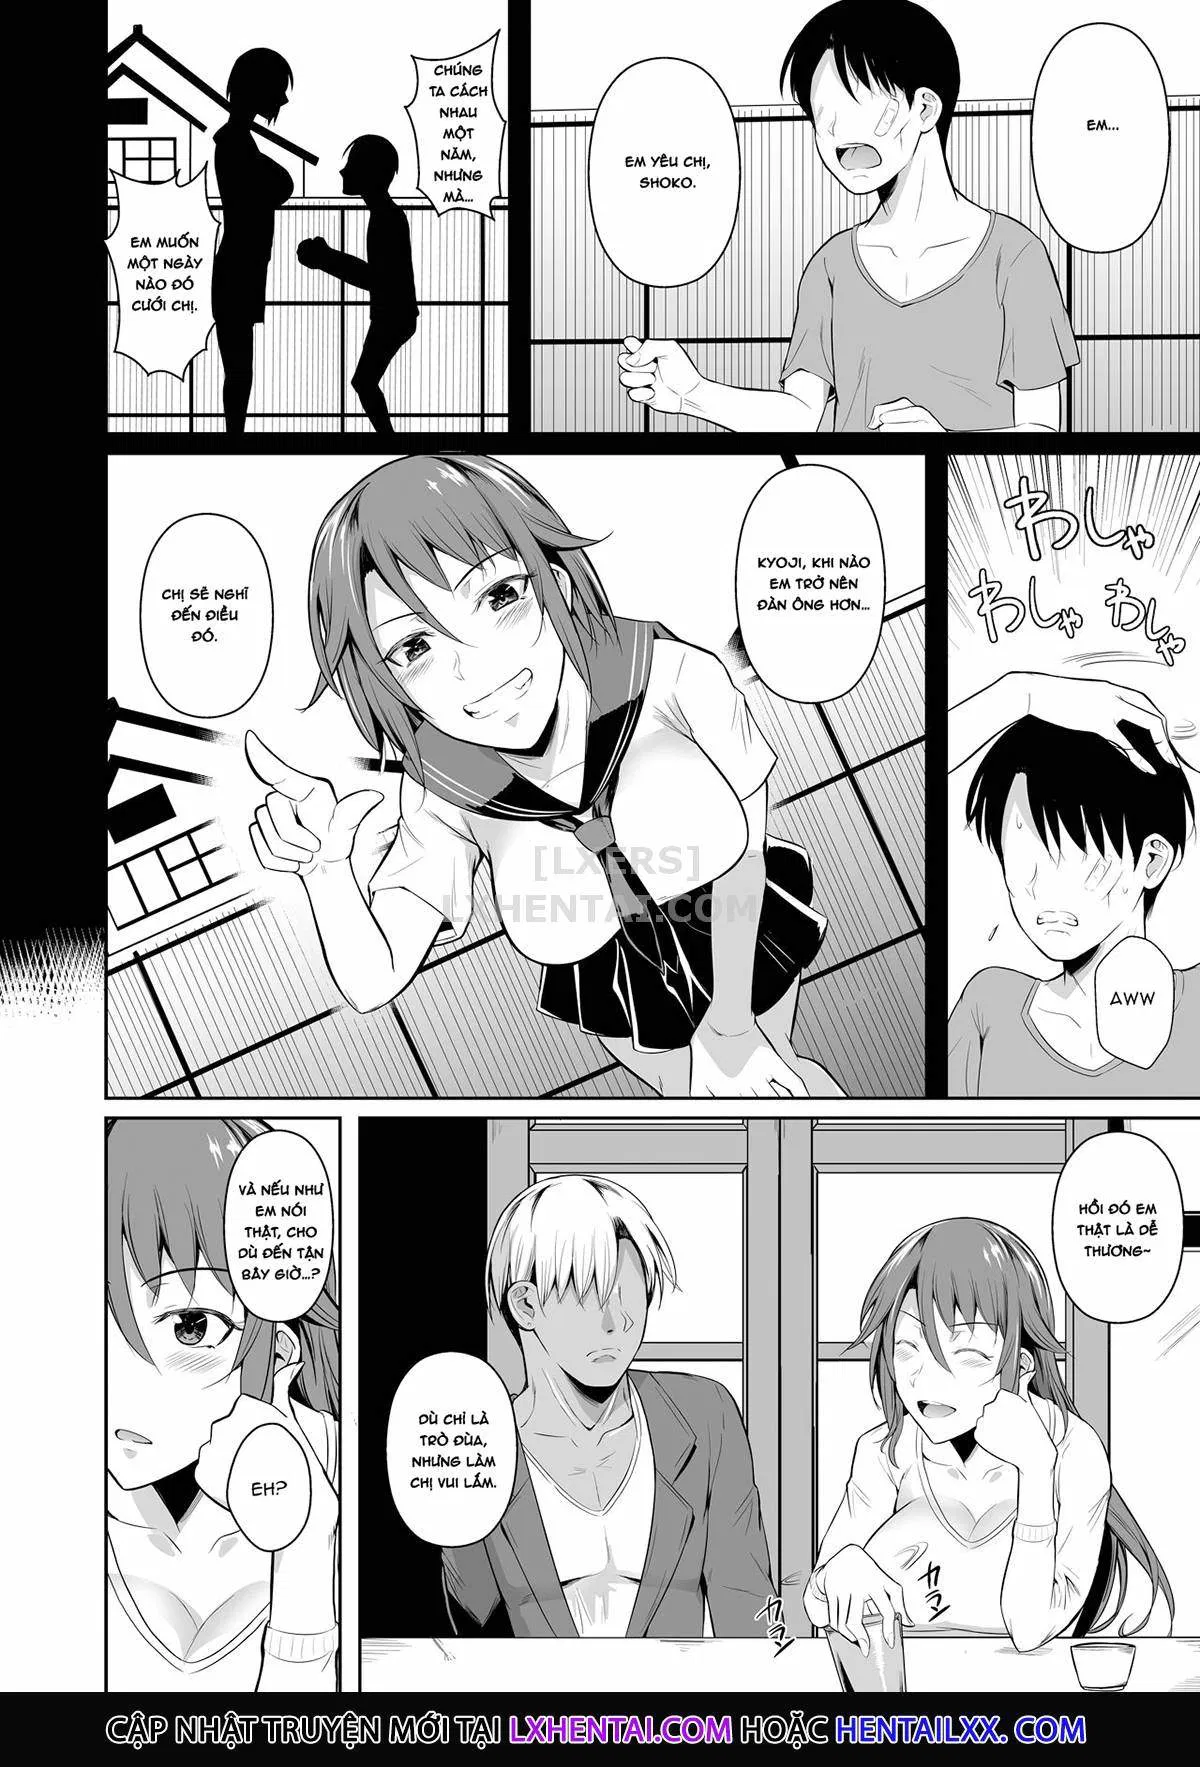 EM...
EM YÊU CHỊ,
SHOKO.
CHÚNG
TA CÁCH
NHAU
MỘT
NĂM,
NHƯNG
MÀ...
EM MUỐN
MỘT NGÀY
NÀO ĐÓ
CƯỚI CHỊ.
わしゃ
わしゃ
わしゃ
AWW
KYOJI, KHI NÀO
EM TRỞ NÊN
ĐÀN ÔNG HƠN...
CHỊ SẼ NGHĨ
ĐẾN ĐIỀU
ĐÓ.
[LXERS]
LXHENTAI.COM
HỒI ĐÓ EM
THẬT LÀ DỄ
THƯƠNG~
カラン
カラン
DÙ CHỈ LÀ
TRÒ ĐÙA,
NHƯNG LÀM
CHỊ VUI LẮM.
VÀ NẾU NHƯ
EM NÓI
THẬT, CHO
DÙ ĐẾN TẬN
BÂY GIỜ...?
EH?
CẬP NHẬT TRUYỆN MỚI TẠI LXHENTAI.COM HOẶC HENTAILXX. COM